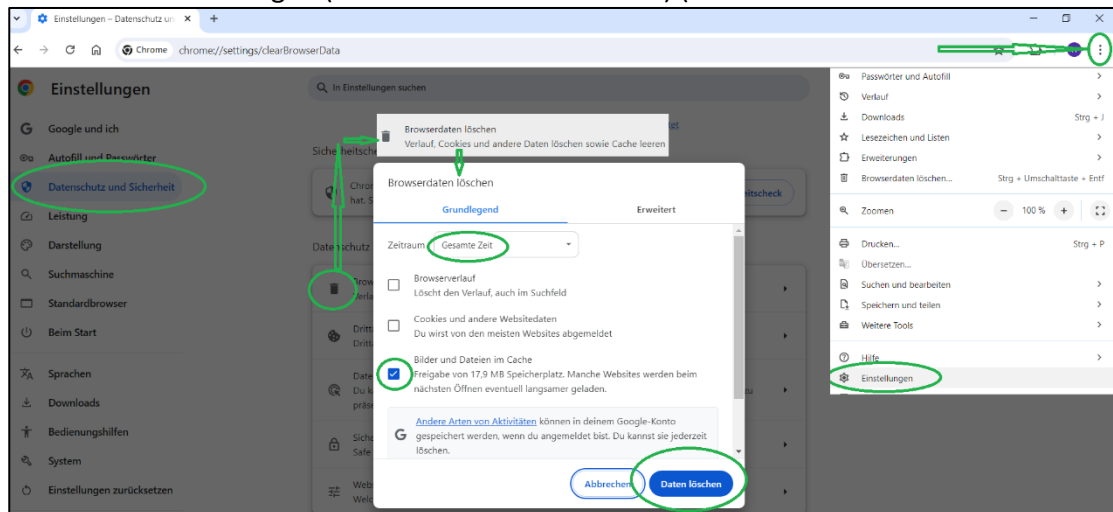 Einstellungen – Datenschutz un
Chrome chrome://settings/clearBrowserData
Einstellungen
In Einstellungen suchen
Google und ich
Autofill und Passwörter
Datenschutz und Sicherheit
Leistung
Darstellung
Suchmaschine
Standardbrowser
Beim Start
Sprachen
Downloads
Bedienungshilfen
System
Einstellungen zurücksetzen
Browserdaten löschen
Verlauf, Cookies und andere Daten löschen sowie Cache leeren
Browserdaten löschen
Grundlegend Erweitert
Zeitraum Gesamte Zeit
Browserverlauf
Löscht den Verlauf, auch im Suchfeld
Cookies und andere Websitedaten
Du wirst von den meisten Websites abgemeldet
Bilder und Dateien im Cache
Freigabe von 17,9 MB Speicherplatz. Manche Websites werden beim
nächsten Öffnen eventuell langsamer geladen.
Andere Arten von Aktivitäten können in deinem Google-Konto
gespeichert werden, wenn du angemeldet bist. Du kannst sie jederzeit
löschen.
Abbrechen Daten löschen
Passwörter und Autofill
Verlauf
Downloads Strg + J
Lesezeichen und Listen
Erweiterungen
Browserdaten löschen... Strg + Umschalttaste + Entf
Zoomen − 100 % +
Drucken... Strg + P
Übersetzen...
Suchen und bearbeiten
Speichern und teilen
Weitere Tools
Hilfe
Einstellungen